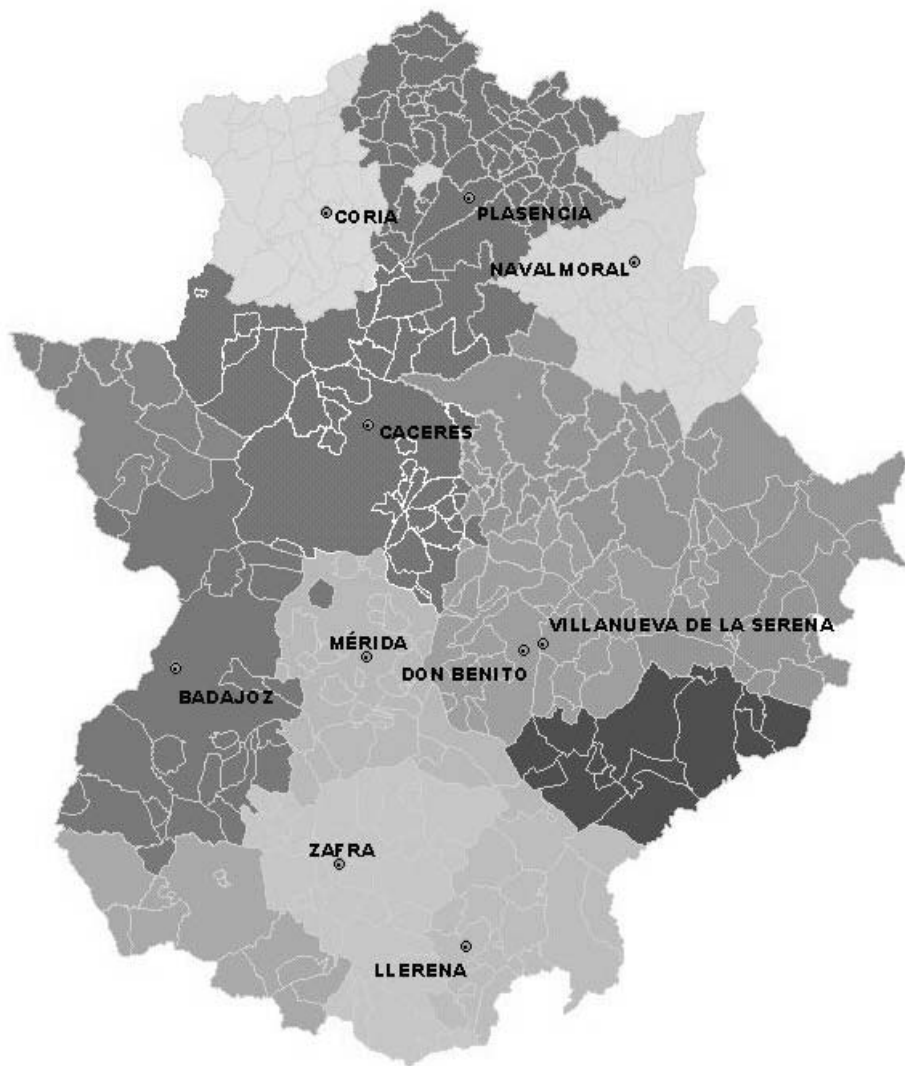 CORIA
PLASENCIA
NAVALMORAL
CACERES
VILLANUEVA DE LA SERENA
MÉRIDA
DON BENITO
BADAJOZ
ZAFRA
LLERENA